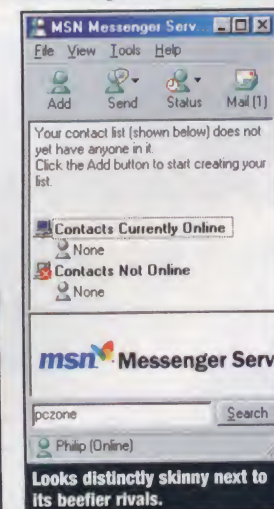 MSN Messenger Serv...
File View Tools Help
Add Send Status Mail (1)
Your contact list (shown below) does not
yet have anyone in it.
Click the Add button to start creating your
list.
Contacts Currently Online
None
Contacts Not Online
None
msn Messenger Serv
pczone Search
Philip (Online)
Looks distinctly skinny next to
its beefier rivals.